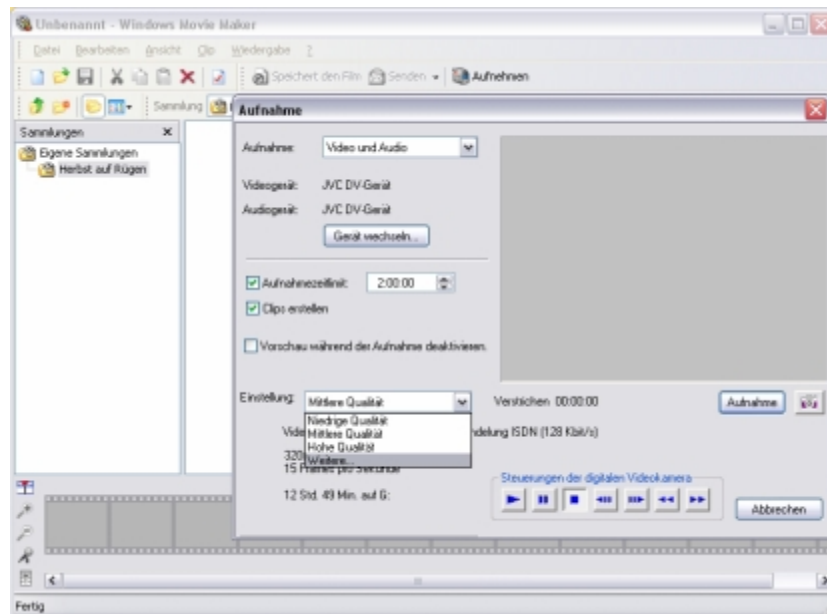 Unbenannt - Windows Movie Maker
Datei Bearbeiten Ansicht Clip Wiedergabe ?
Speichert den Film Senden Aufnehmen
Sammlung
Sammlungen x
Eigene Sammlungen
Herbst auf Rügen
Aufnahme
Aufnahme: Video und Audio
Videogerät: JVC DV-Gerät
Audiogerät: JVC DV-Gerät
Gerät wechseln...
Aufnahmezeitlimit: 2:00:00
Clips erstellen
Vorschau während der Aufnahme deaktivieren.
Einstellung: Mittlere Qualität
Verstrichen 00:00:00
Aufnahme
Niedrige Qualität
Mittlere Qualität
Hohe Qualität
Weitere...
ISDN (128 Kbit/s)
15 Frames pro Sekunde
12 Std. 49 Min. auf G:
Steuerungen der digitalen Videokamera
Abbrechen
Fertig